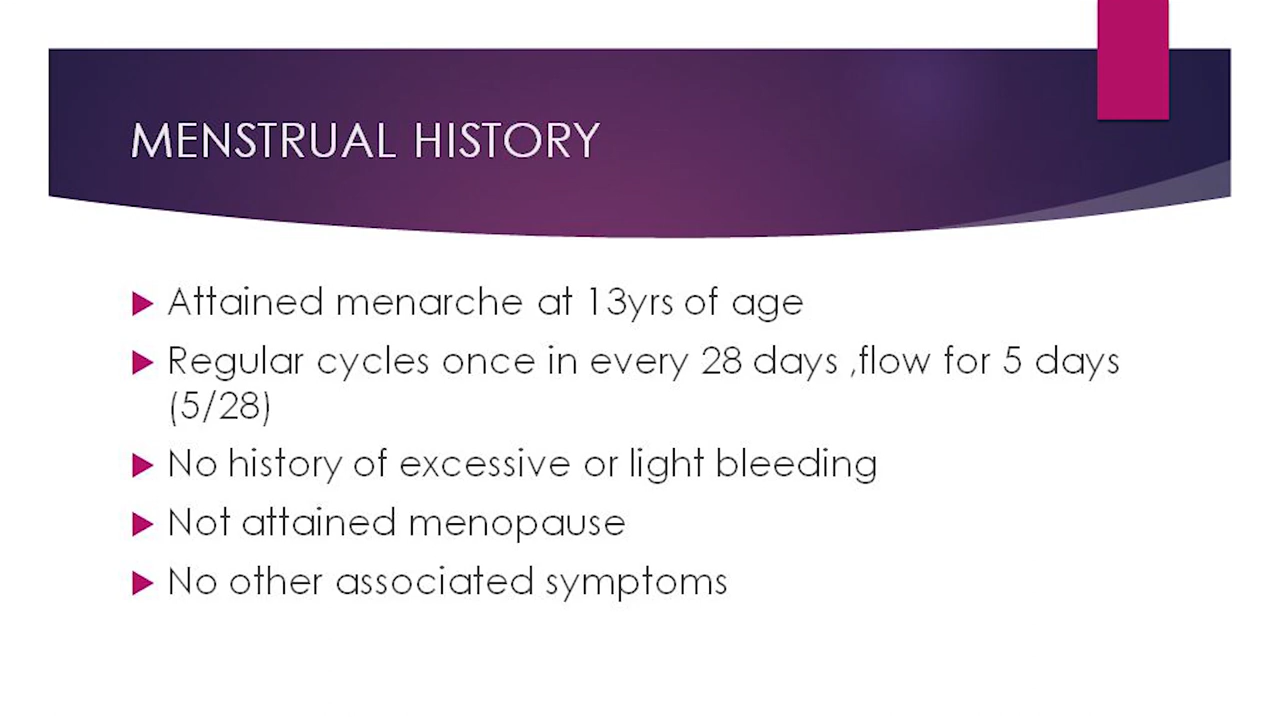 MENSTRUAL HISTORY
Attained menarche at 13yrs of age
Regular cycles once in every 28 days ,flow for 5 days
(5/28)
No history of excessive or light bleeding
Not attained menopause
No other associated symptoms